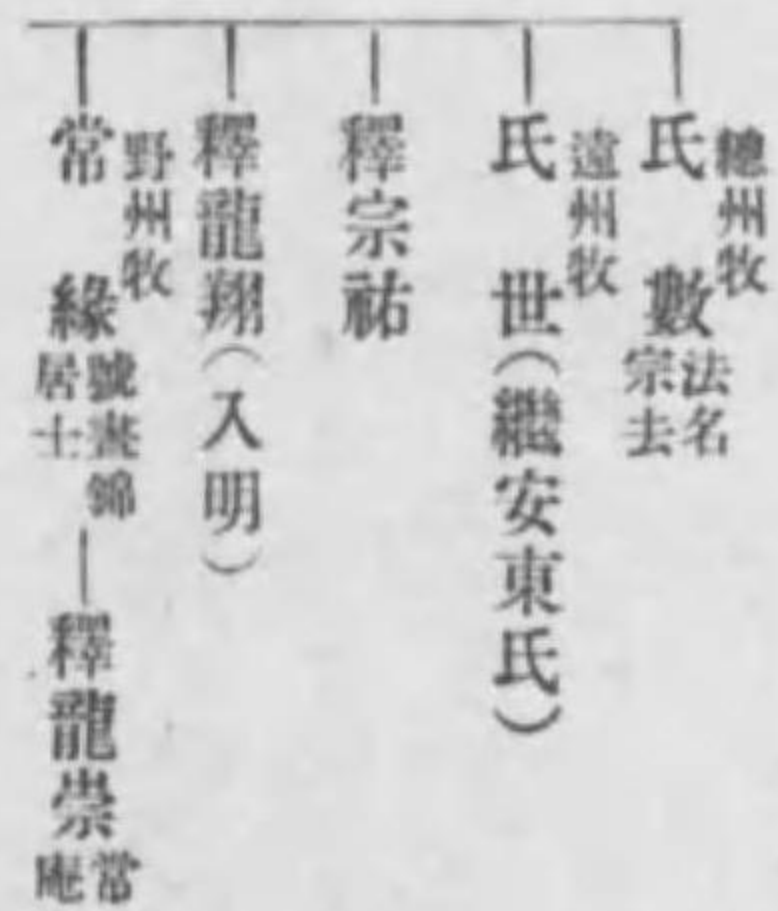 總州牧
氏數法名宗去
遠州牧
氏世(繼安東氏)
釋宗祐
釋龍翔(入明)
野州牧
常緣號晝錦居士
釋龍崇常庵